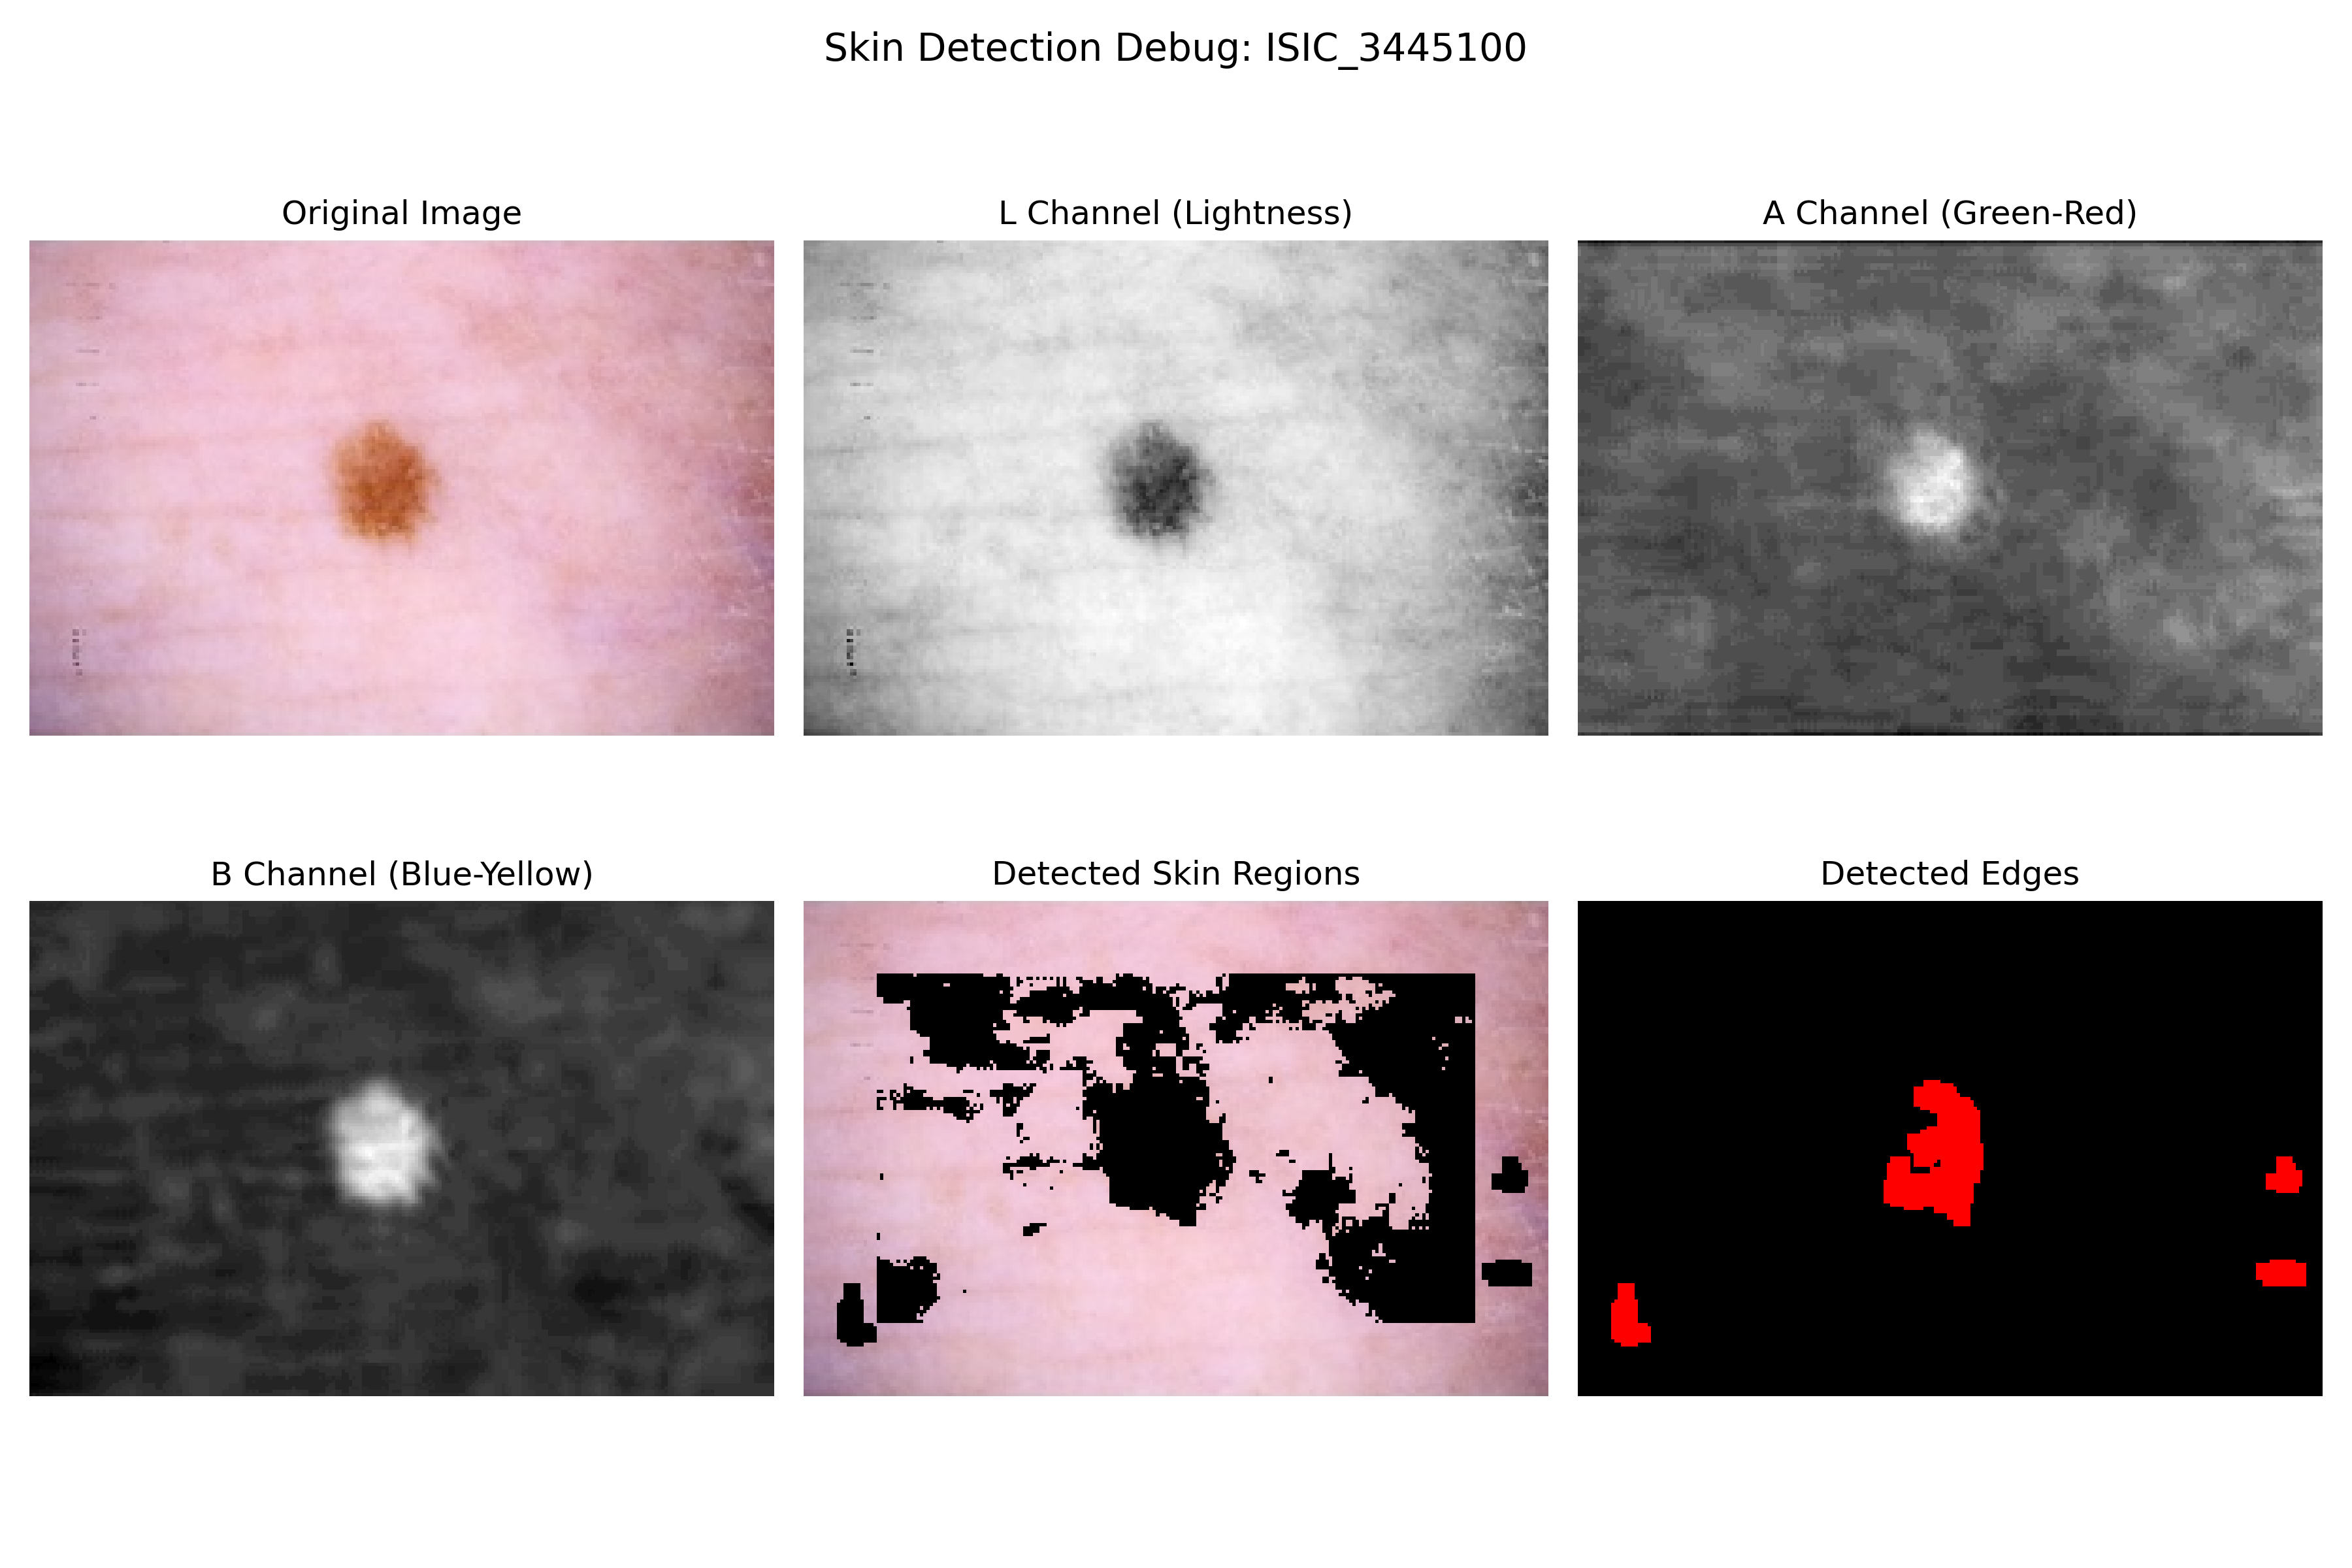 Skin Detection Debug: ISIC_3445100
Original Image
L Channel (Lightness)
A Channel (Green-Red)
B Channel (Blue-Yellow)
Detected Skin Regions
Detected Edges